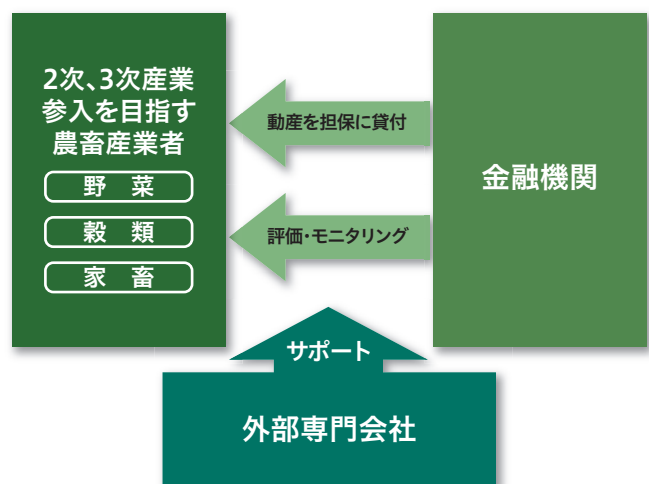 2次、3次産業
参入を目指す
農畜産業者
野 菜
穀 類
家 畜
動産を担保に貸付
評価・モニタリング
金融機関
サポート
外部専門会社